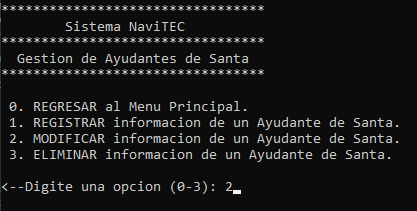 *********************************
Sistema NaviTEC
*********************************
Gestion de Ayudantes de Santa
*********************************
0. REGRESAR al Menu Principal.
1. REGISTRAR informacion de un Ayudante de Santa.
2. MODIFICAR informacion de un Ayudante de Santa.
3. ELIMINAR informacion de un Ayudante de Santa.
<--Digite una opcion (0-3): 2